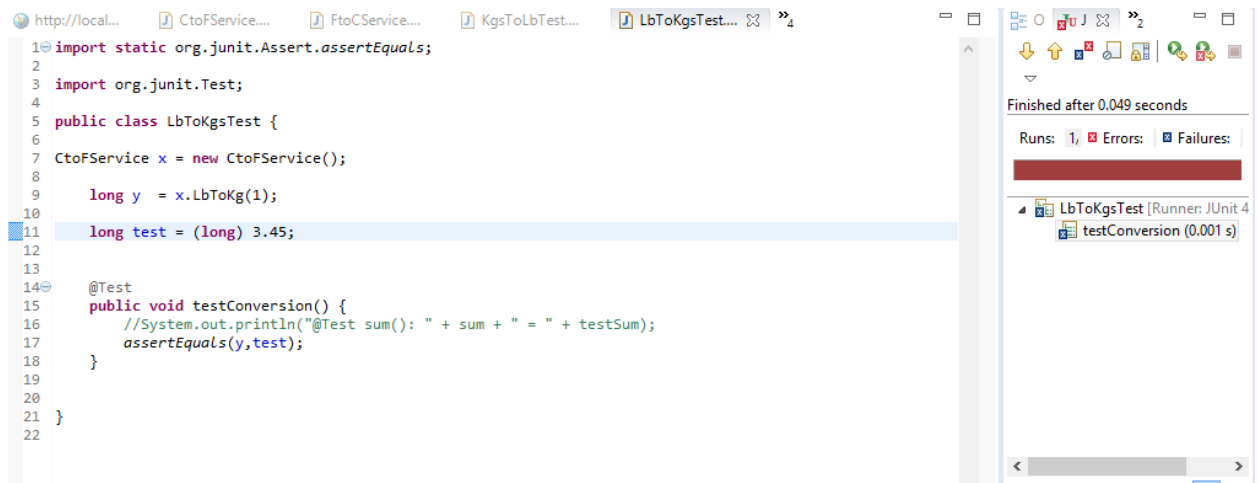 http://local... CtoFService.... FtoCService.... KgsToLbTest.... LbToKgsTest.... »4
1 import static org.junit.Assert.assertEquals;
2
3 import org.junit.Test;
4
5 public class LbToKgsTest {
6
7 CtoFService x = new CtoFService();
8
9 long y  = x.LbToKg(1);
10
11 long test = (long) 3.45;
12
13
14 @Test
15 public void testConversion() {
16 //System.out.println("@Test sum(): " + sum + " = " + testSum);
17 assertEquals(y,test);
18 }
19
20
21 }
22
O JU J »2
Finished after 0.049 seconds
Runs: 1/ Errors: Failures:
LbToKgsTest [Runner: JUnit 4
testConversion (0.001 s)